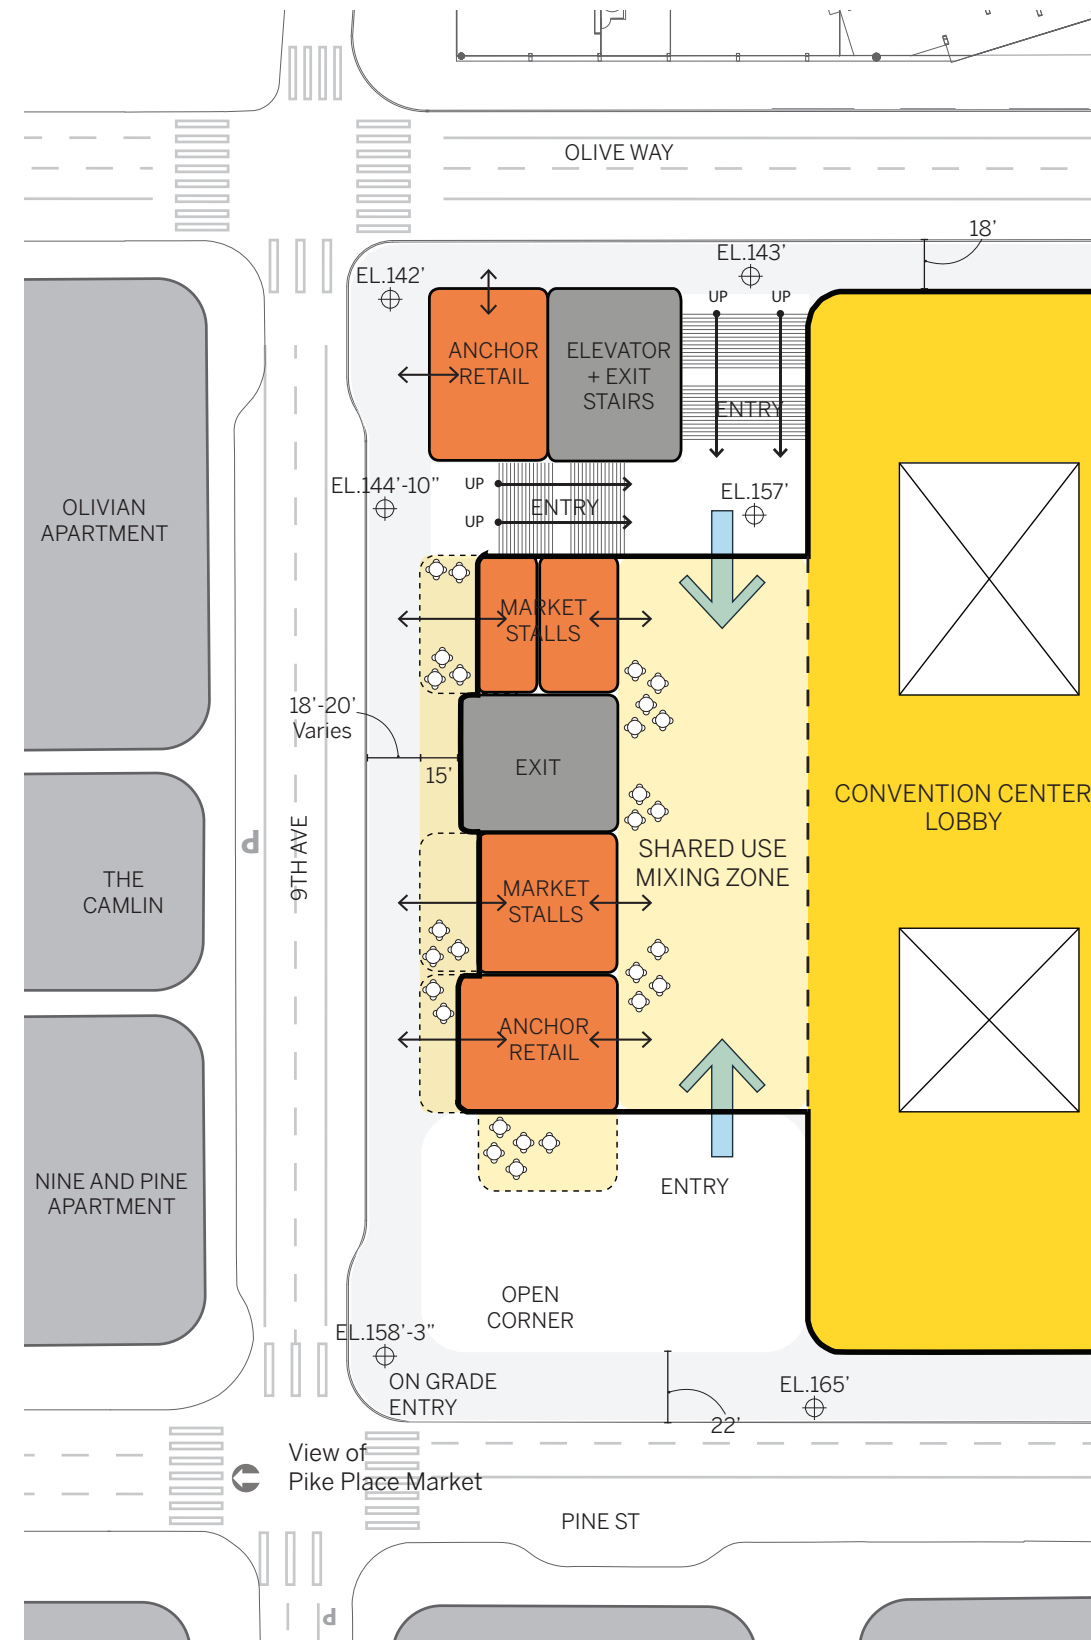 OLIVE WAY
18'
EL.143'
EL.142'
UP
UP
ANCHOR
RETAIL
ELEVATOR
+ EXIT
STAIRS
ENTRY
EL.144'-10"
UP
ENTRY
UP
EL.157'
OLIVIAN
APARTMENT
MARKET
STALLS
18'-20'
Varies
15'
EXIT
CONVENTION CENTER
LOBBY
P
9TH AVE
SHARED USE
MIXING ZONE
THE
CAMLIN
MARKET
STALLS
ANCHOR
RETAIL
NINE AND PINE
APARTMENT
ENTRY
OPEN
CORNER
EL.158'-3"
ON GRADE
ENTRY
EL.165'
22'
View of
Pike Place Market
PINE ST
P